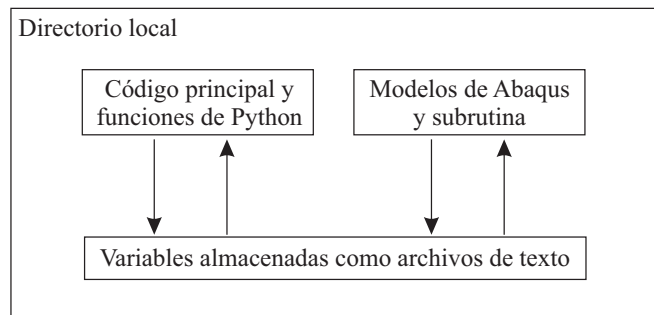 Directorio local
Código principal y
funciones de Python
Modelos de Abaqus
y subrutina
Variables almacenadas como archivos de texto